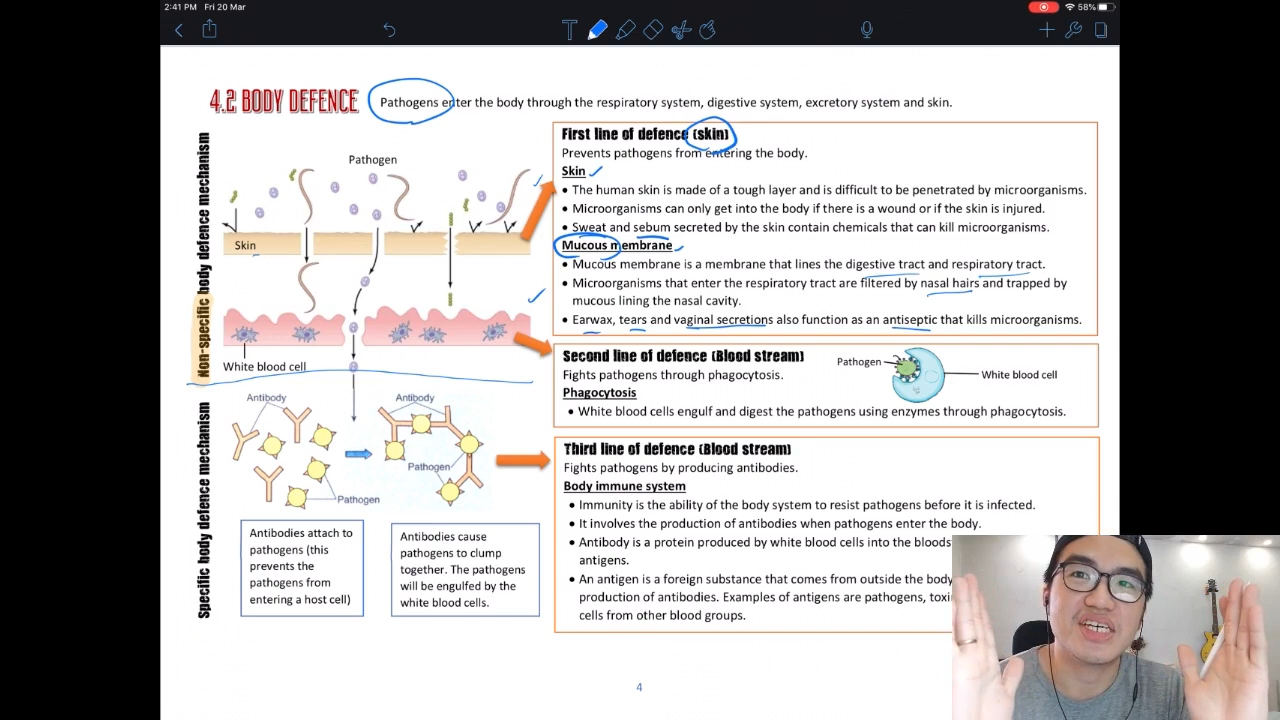 2:41 PM Fri 20 Mar
58%
4.2 BODY DEFENCE
Pathogens enter the body through the respiratory system, digestive system, excretory system and skin.
Non-specific body defence mechanism
Pathogen
Skin
White blood cell
First line of defence (skin)
Prevents pathogens from entering the body.
Skin
• The human skin is made of a tough layer and is difficult to be penetrated by microorganisms.
• Microorganisms can only get into the body if there is a wound or if the skin is injured.
• Sweat and sebum secreted by the skin contain chemicals that can kill microorganisms.
Mucous membrane
• Mucous membrane is a membrane that lines the digestive tract and respiratory tract.
• Microorganisms that enter the respiratory tract are filtered by nasal hairs and trapped by
mucous lining the nasal cavity.
• Earwax, tears and vaginal secretions also function as an antiseptic that kills microorganisms.
Second line of defence (Blood stream)
Fights pathogens through phagocytosis.
Phagocytosis
• White blood cells engulf and digest the pathogens using enzymes through phagocytosis.
Pathogen
White blood cell
Specific body defence mechanism
Antibody
Pathogen
Antibody
Pathogen
Antibodies attach to
pathogens (this
prevents the
pathogens from
entering a host cell)
Antibodies cause
pathogens to clump
together. The pathogens
will be engulfed by the
white blood cells.
Third line of defence (Blood stream)
Fights pathogens by producing antibodies.
Body immune system
• Immunity is the ability of the body system to resist pathogens before it is infected.
• It involves the production of antibodies when pathogens enter the body.
• Antibody is a protein produced by white blood cells into the bloods
antigens.
• An antigen is a foreign substance that comes from outside the body
production of antibodies. Examples of antigens are pathogens, toxi
cells from other blood groups.
4